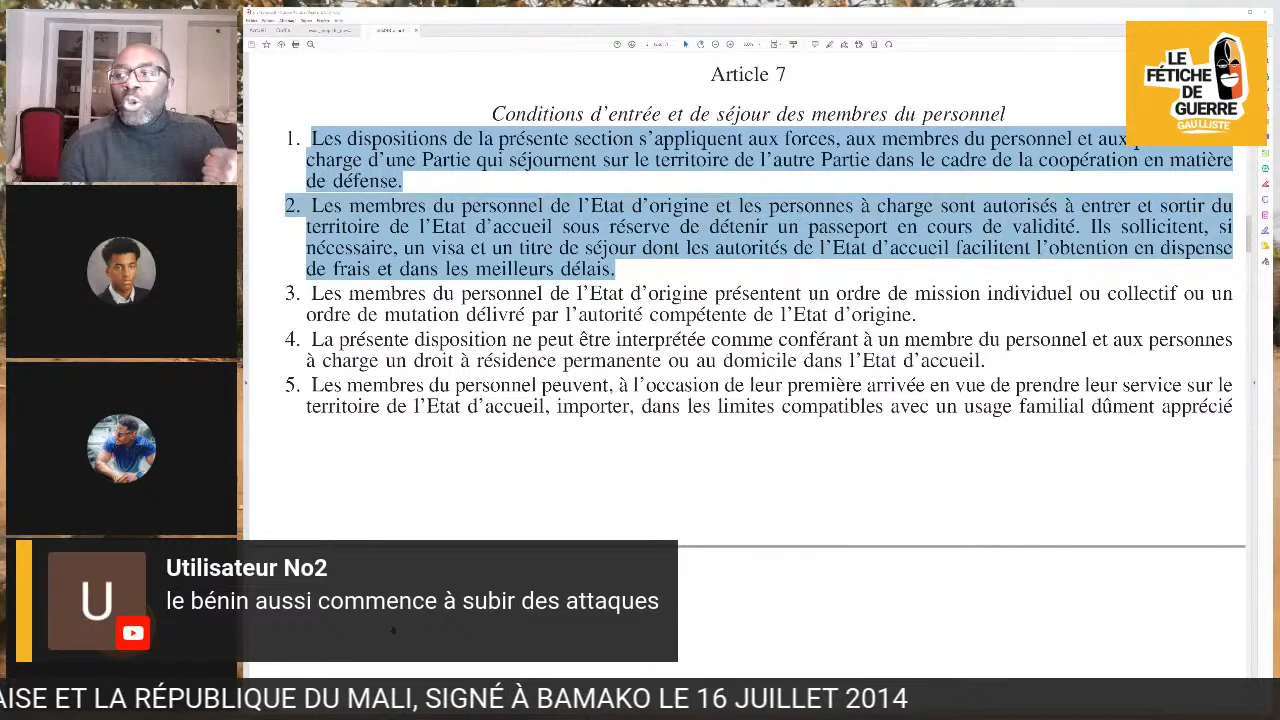 Article 7
Conditions d’entrée et de séjour des membres du personnel
1. Les dispositions de la présente section s’appliquent aux forces, aux membres du personnel et aux
charge d’une Partie qui séjournent sur le territoire de l’autre Partie dans le cadre de la coopération en matière
de défense.
2. Les membres du personnel de l’Etat d’origine et les personnes à charge sont autorisés à entrer et sortir du
territoire de l’Etat d’accueil sous réserve de détenir un passeport en cours de validité. Ils sollicitent, si
nécessaire, un visa et un titre de séjour dont les autorités de l’Etat d’accueil facilitent l’obtention en dispense
de frais et dans les meilleurs délais.
3. Les membres du personnel de l’Etat d’origine présentent un ordre de mission individuel ou collectif ou un
ordre de mutation délivré par l’autorité compétente de l’Etat d’origine.
4. La présente disposition ne peut être interprétée comme conférant à un membre du personnel et aux personnes
à charge un droit à résidence permanente ou au domicile dans l’Etat d’accueil.
5. Les membres du personnel peuvent, à l’occasion de leur première arrivée en vue de prendre leur service sur le
territoire de l’Etat d’accueil, importer, dans les limites compatibles avec un usage familial dûment apprécié
LE
FÉTICHE
DE
GUERRE
GAULLISTE
U
Utilisateur No2
le bénin aussi commence à subir des attaques
AISE ET LA RÉPUBLIQUE DU MALI, SIGNÉ À BAMAKO LE 16 JUILLET 2014